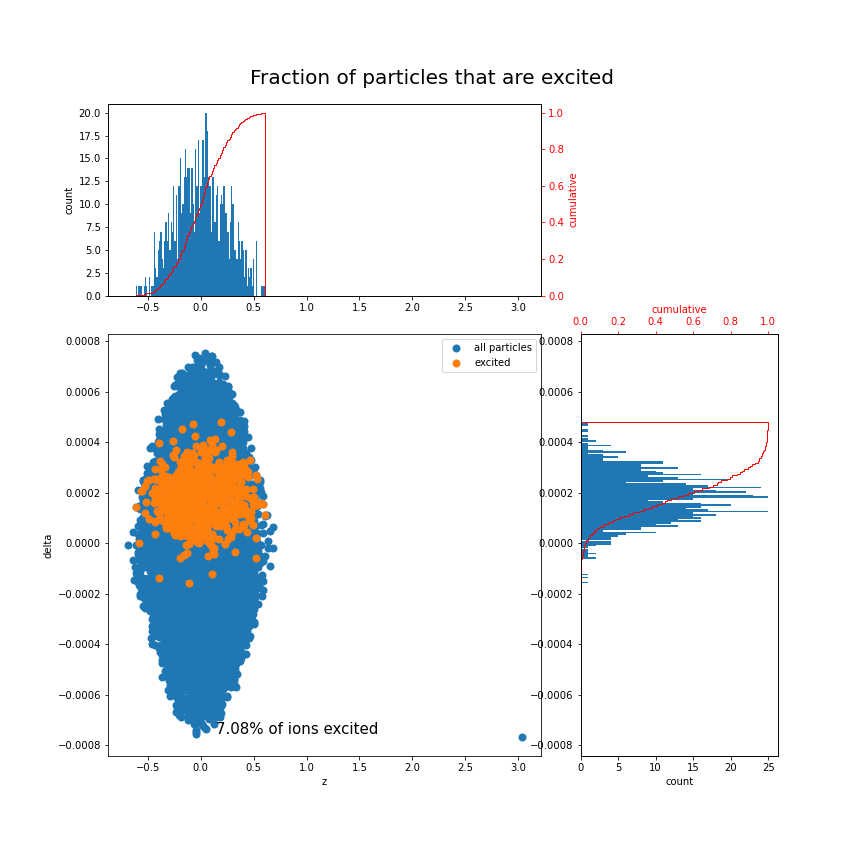 Fraction of particles that are excited
20.0
17.5
15.0
12.5
10.0
7.5
5.0
2.5
0.0
count
−0.5 0.0 0.5 1.0 1.5 2.0 2.5 3.0
1.0
0.8
0.6
0.4
0.2
0.0
cumulative
all particles
excited
0.0008
0.0006
0.0004
0.0002
0.0000
−0.0002
−0.0004
−0.0006
−0.0008
delta
7.08% of ions excited
−0.5 0.0 0.5 1.0 1.5 2.0 2.5 3.0
z
cumulative
0.0 0.2 0.4 0.6 0.8 1.0
0.0008
0.0006
0.0004
0.0002
0.0000
−0.0002
−0.0004
−0.0006
−0.0008
0 5 10 15 20 25
count